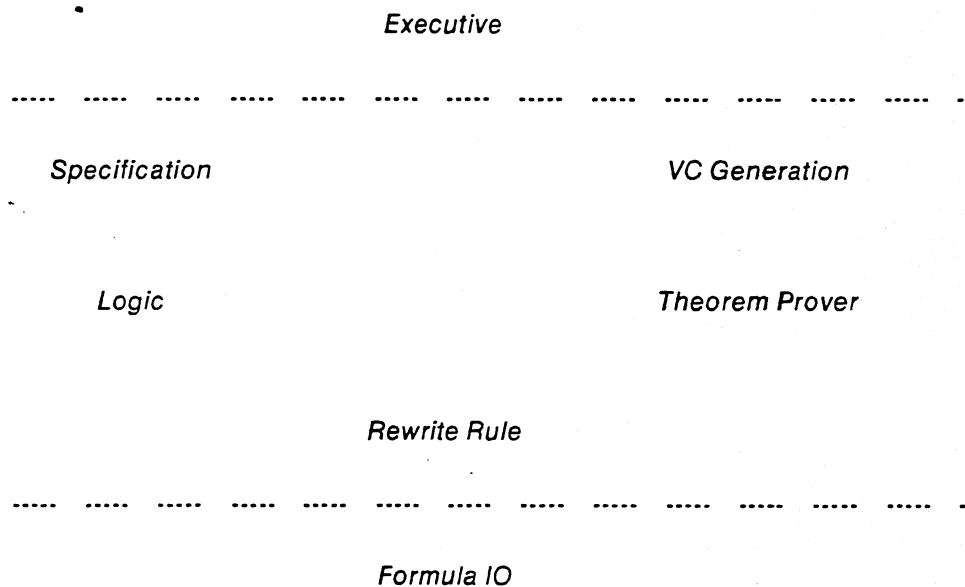 Executive
Specification VC Generation
Logic Theorem Prover
Rewrite Rule
Formula IO